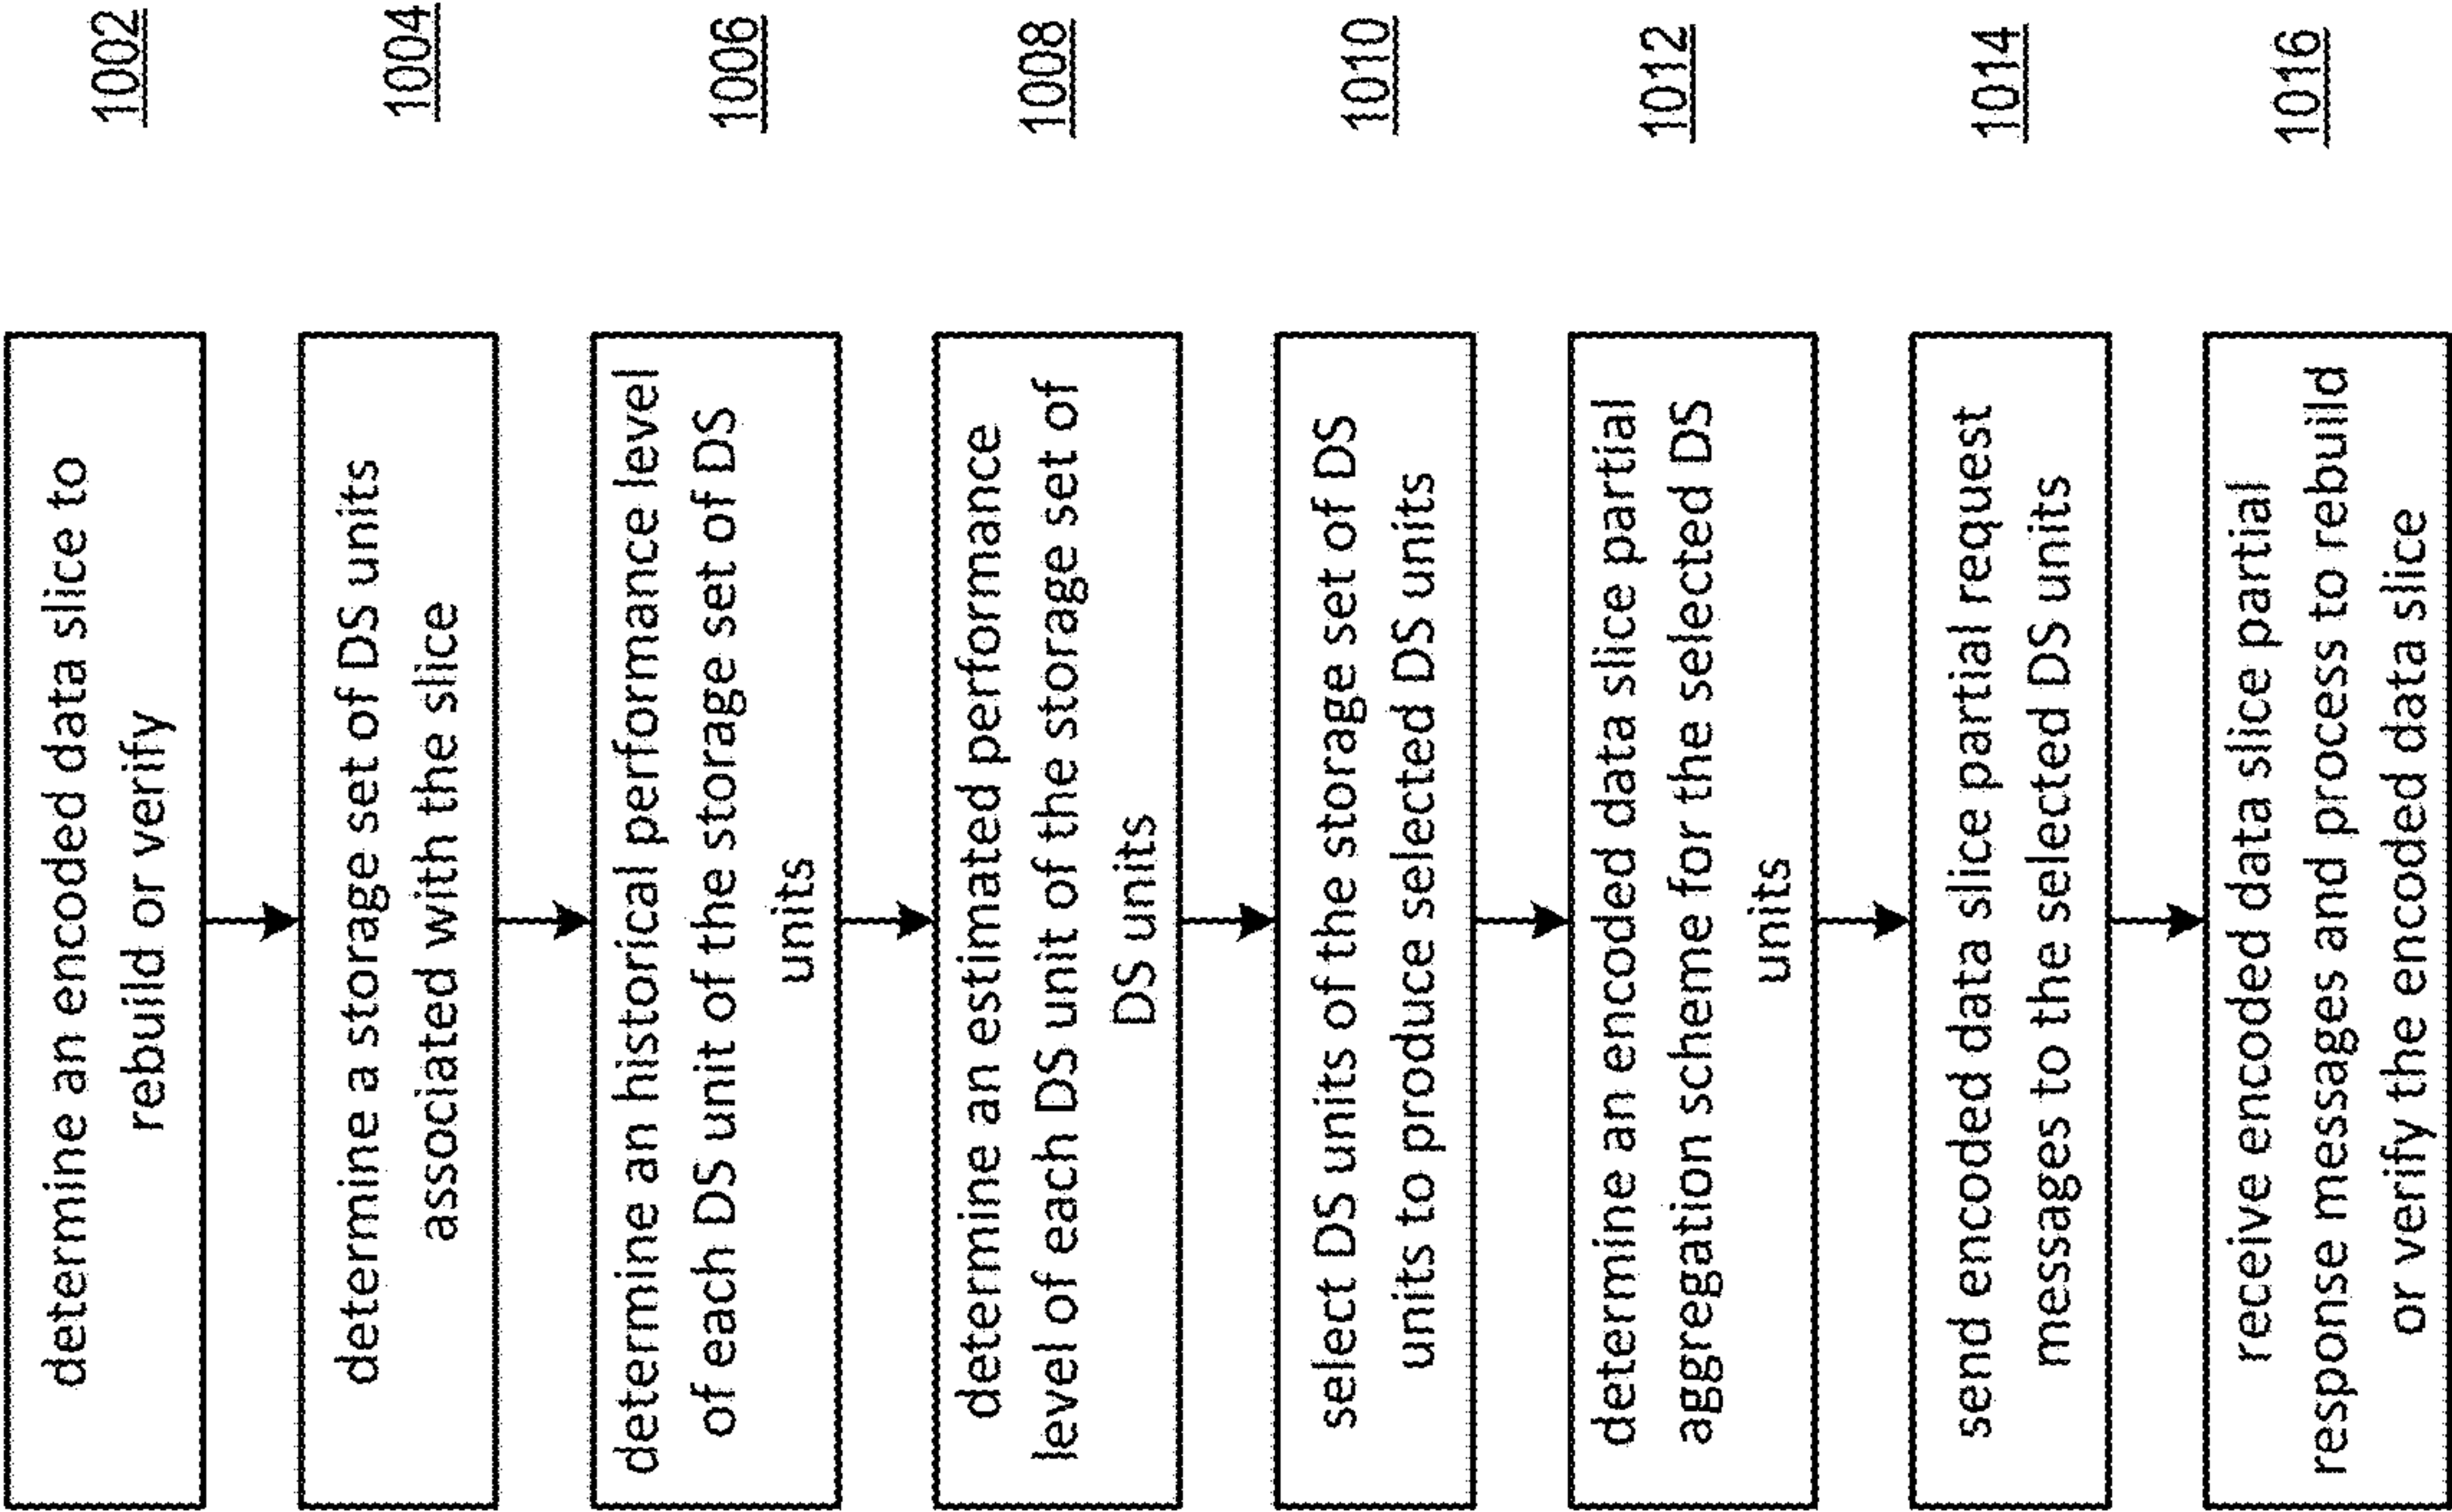 determine an encoded data slice to
rebuild or verify
1002
determine a storage set of DS units
associated with the slice
1004
determine an historical performance level
of each DS unit of the storage set of DS
units
1006
determine an estimated performance
level of each DS unit of the storage set of
DS units
1008
select DS units of the storage set of DS
units to produce selected DS units
1010
determine an encoded data slice partial
aggregation scheme for the selected DS
units
1012
send encoded data slice partial request
messages to the selected DS units
1014
receive encoded data slice partial
response messages and process to rebuild
or verify the encoded data slice
1016